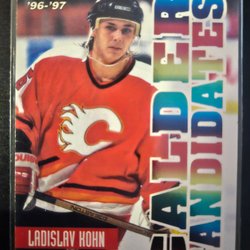 '96-'97
CALDER
CANDIDATES
LADISLAV KOHN